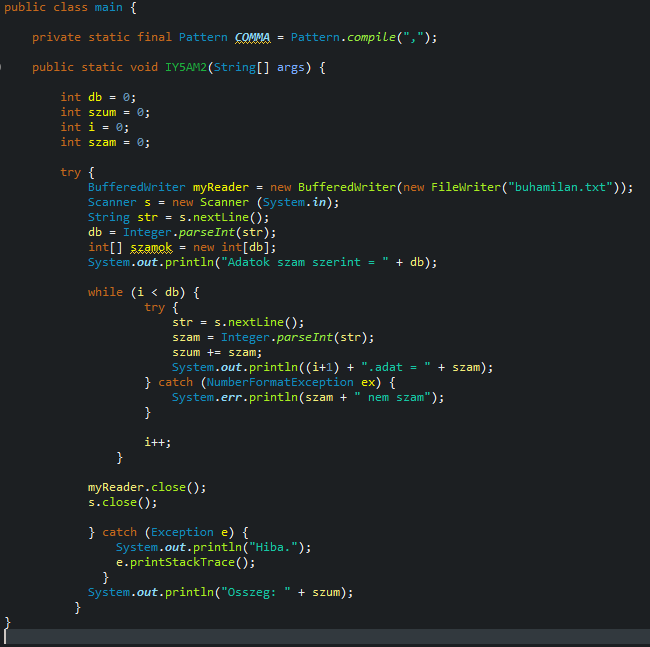 public class main {
private static final Pattern COMMA = Pattern.compile(",");
public static void IY5AM2(String[] args) {
int db = 0;
int szum = 0;
int i = 0;
int szam = 0;
try {
BufferedWriter myReader = new BufferedWriter(new FileWriter("buhamilan.txt"));
Scanner s = new Scanner (System.in);
String str = s.nextLine();
db = Integer.parseInt(str);
int[] szamok = new int[db];
System.out.println("Adatok szam szerint = " + db);
while (i < db) {
try {
str = s.nextLine();
szam = Integer.parseInt(str);
szum += szam;
System.out.println((i+1) + ".adat = " + szam);
} catch (NumberFormatException ex) {
System.err.println(szam + " nem szam");
}
i++;
}
myReader.close();
s.close();
} catch (Exception e) {
System.out.println("Hiba.");
e.printStackTrace();
}
System.out.println("Osszeg: " + szum);
}
}